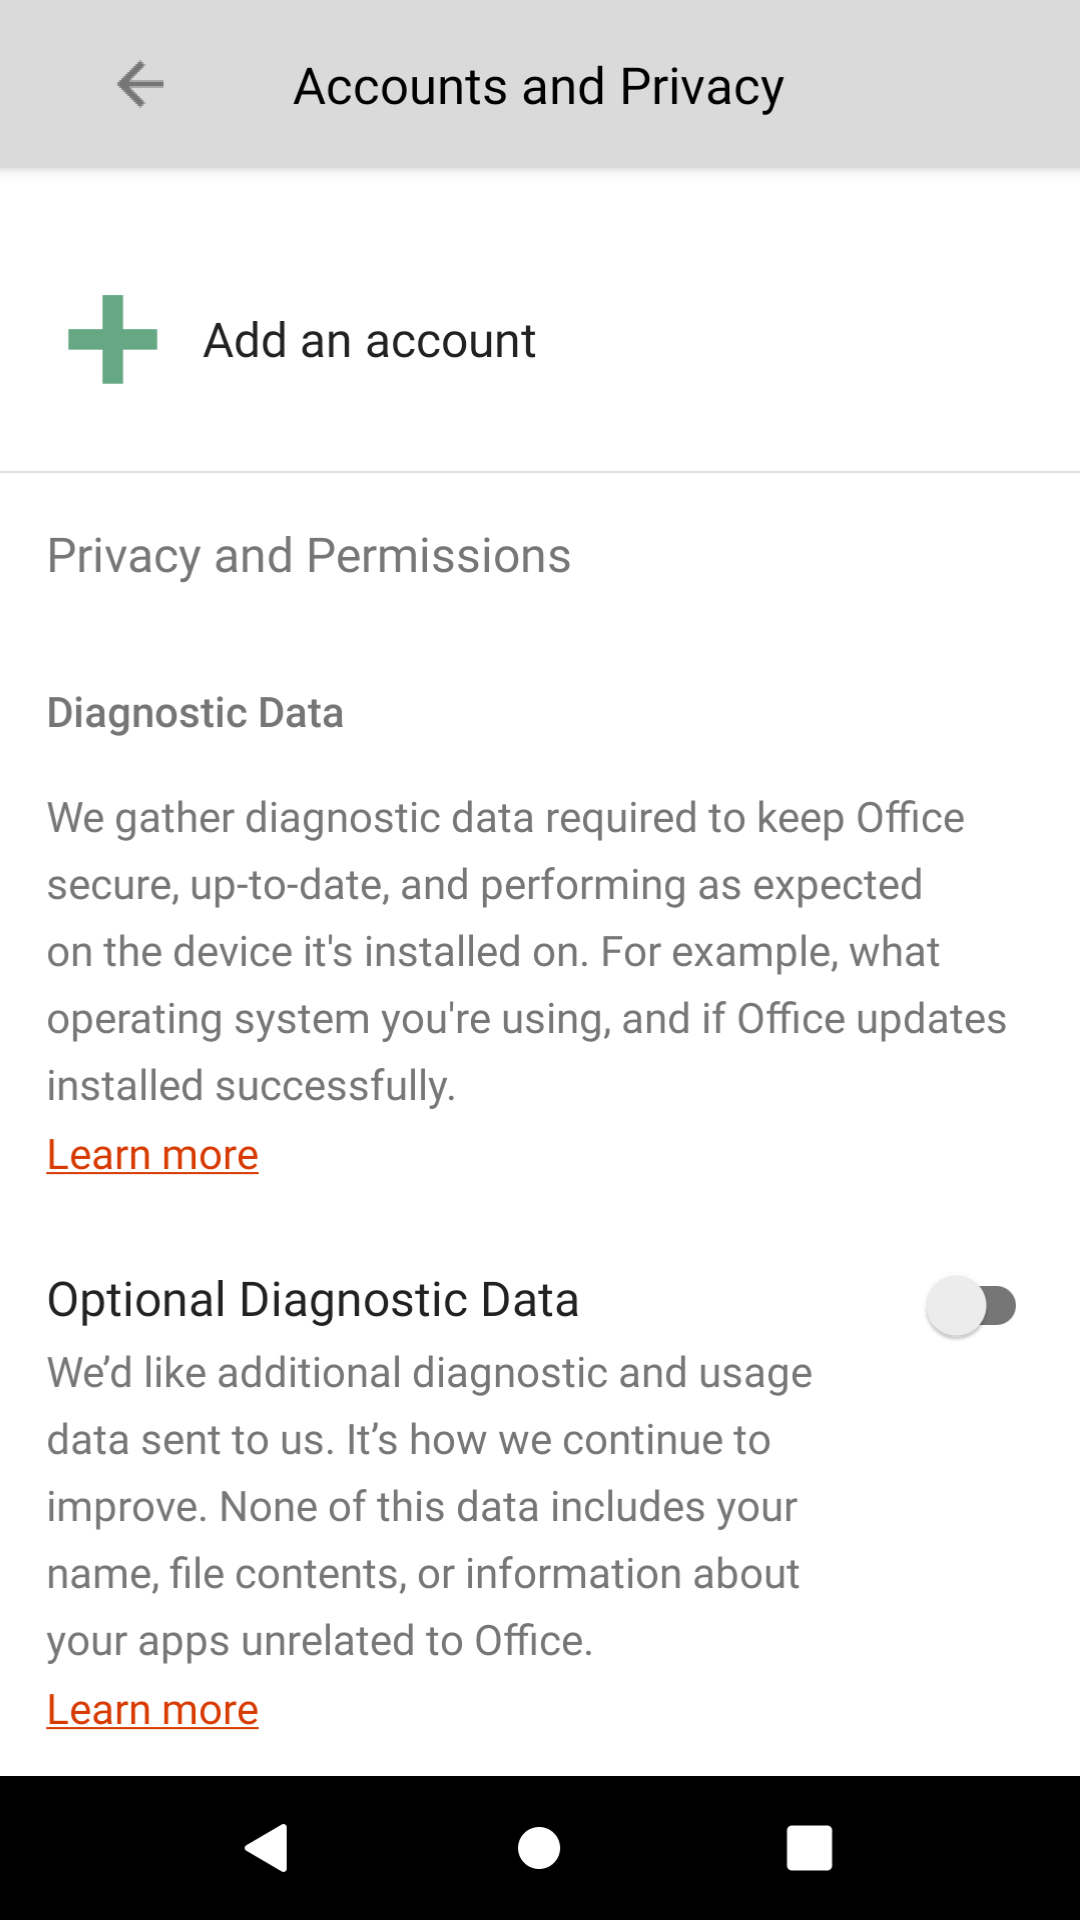 Accounts and Privacy
Add an account
Privacy and Permissions
Diagnostic Data
We gather diagnostic data required to keep Office
secure, up-to-date, and performing as expected
on the device it's installed on. For example, what
operating system you're using, and if Office updates
installed successfully.
Learn more
Optional Diagnostic Data
We’d like additional diagnostic and usage
data sent to us. It’s how we continue to
improve. None of this data includes your
name, file contents, or information about
your apps unrelated to Office.
Learn more